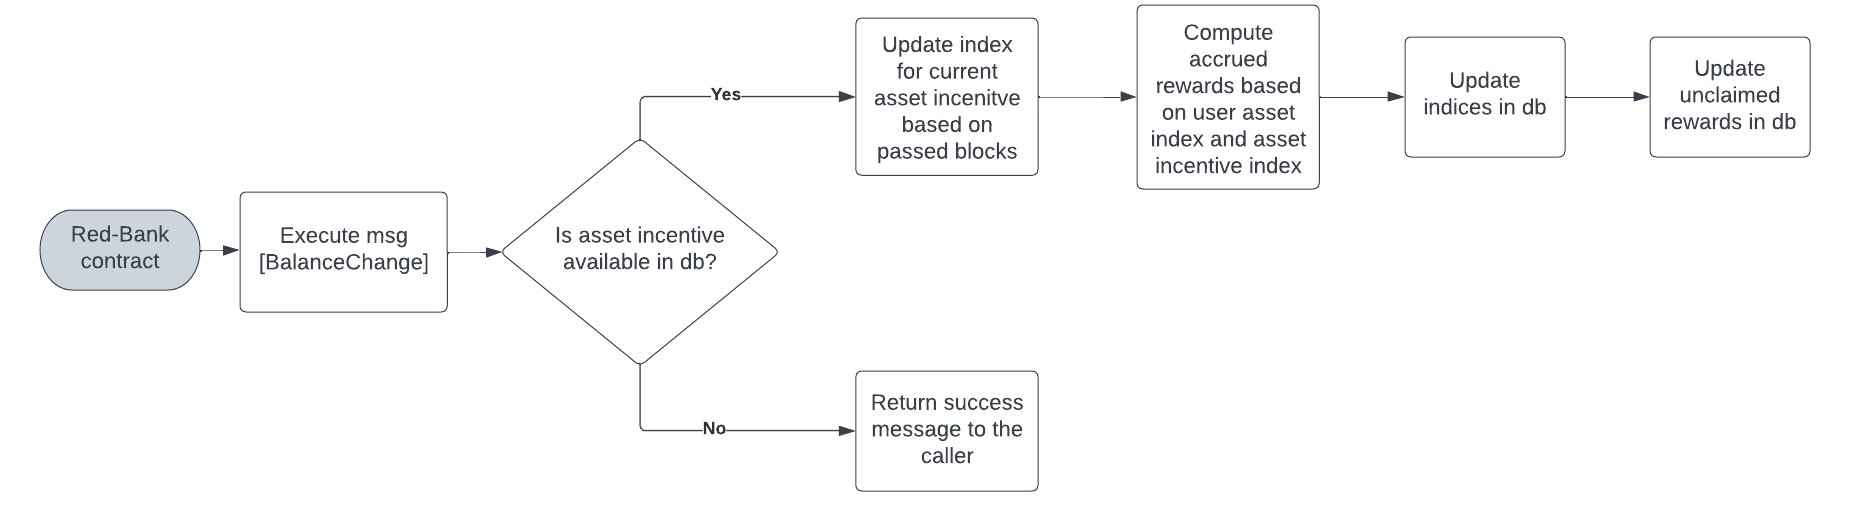 Red-Bank
contract
Execute msg
[BalanceChange]
Is asset incentive
available in db?
Yes
Update index
for current
asset incenitve
based on
passed blocks
Compute
accrued
rewards based
on user asset
index and asset
incentive index
Update
indices in db
Update
unclaimed
rewards in db
No
Return success
message to the
caller